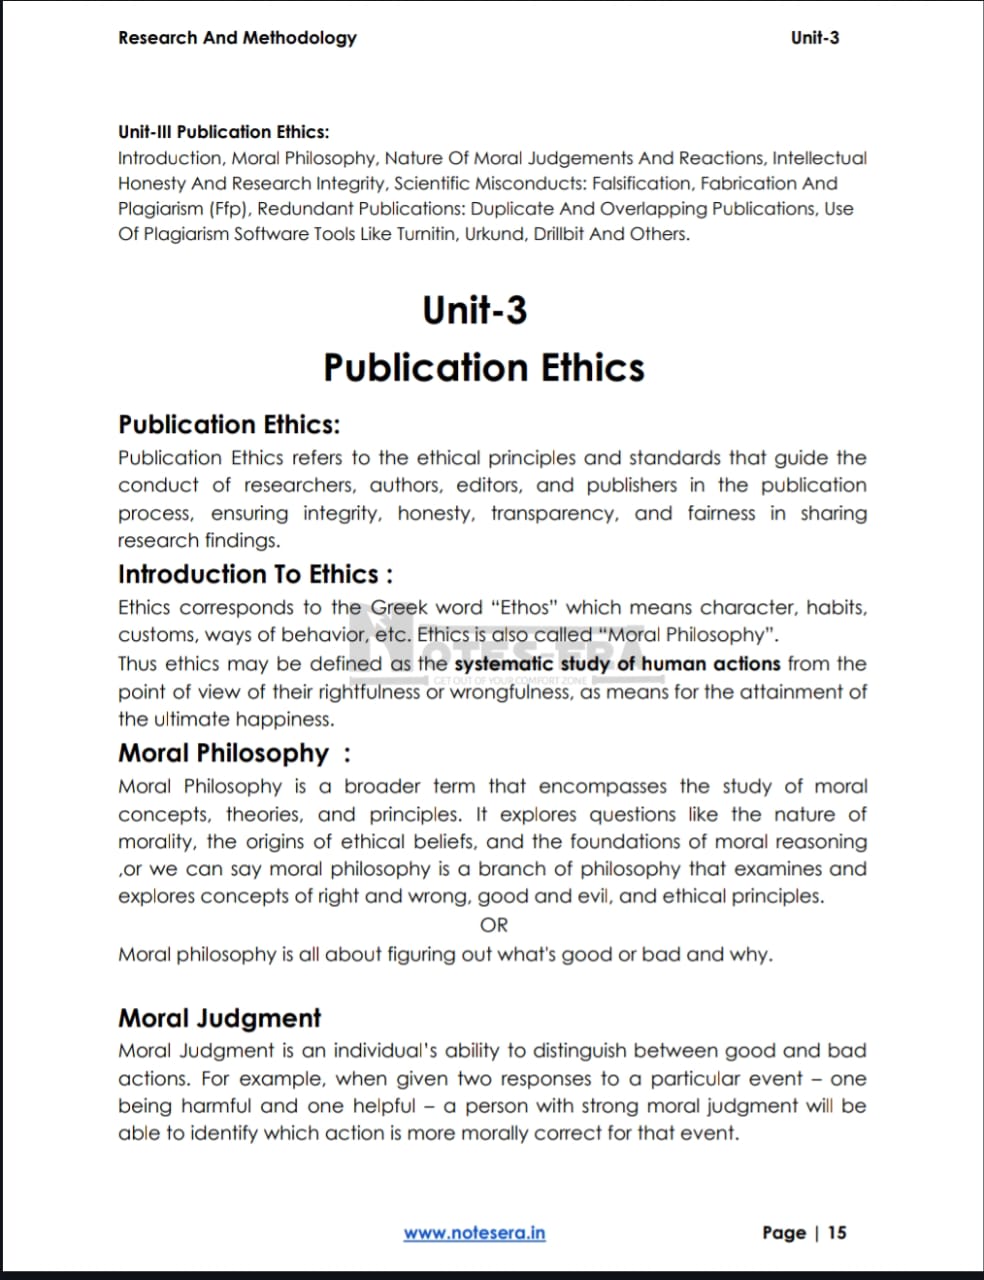 Research And Methodology Unit-3
Unit-III Publication Ethics:
Introduction, Moral Philosophy, Nature Of Moral Judgements And Reactions, Intellectual
Honesty And Research Integrity, Scientific Misconducts: Falsification, Fabrication And
Plagiarism (Ffp), Redundant Publications: Duplicate And Overlapping Publications, Use
Of Plagiarism Software Tools Like Turnitin, Urkund, Drillbit And Others.
Unit-3
Publication Ethics
Publication Ethics:
Publication Ethics refers to the ethical principles and standards that guide the
conduct of researchers, authors, editors, and publishers in the publication
process, ensuring integrity, honesty, transparency, and fairness in sharing
research findings.
Introduction To Ethics :
Ethics corresponds to the Greek word “Ethos” which means character, habits,
customs, ways of behavior, etc. Ethics is also called “Moral Philosophy”.
NOTES-ERA
Thus ethics may be defined as the systematic study of human actions from the
GET OUT OF YOUR COMFORT ZONE
point of view of their rightfulness or wrongfulness, as means for the attainment of
the ultimate happiness.
Moral Philosophy :
Moral Philosophy is a broader term that encompasses the study of moral
concepts, theories, and principles. It explores questions like the nature of
morality, the origins of ethical beliefs, and the foundations of moral reasoning
,or we can say moral philosophy is a branch of philosophy that examines and
explores concepts of right and wrong, good and evil, and ethical principles.
OR
Moral philosophy is all about figuring out what's good or bad and why.
Moral Judgment
Moral Judgment is an individual's ability to distinguish between good and bad
actions. For example, when given two responses to a particular event – one
being harmful and one helpful – a person with strong moral judgment will be
able to identify which action is more morally correct for that event.
www.notesera.in Page | 15